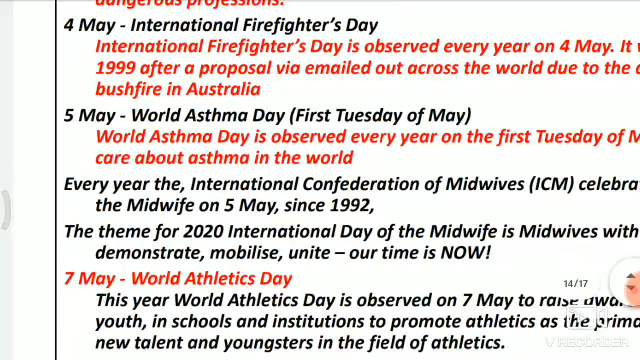 dangerous professions.
4 May - International Firefighter's Day
International Firefighter's Day is observed every year on 4 May. It
1999 after a proposal via emailed out across the world due to the
bushfire in Australia
5 May - World Asthma Day (First Tuesday of May)
World Asthma Day is observed every year on the first Tuesday of
care about asthma in the world
Every year the, International Confederation of Midwives (ICM)
the Midwife on 5 May, since 1992,
The theme for 2020 International Day of the Midwife is Midwives with
demonstrate, mobilise, unite – our time is NOW!
7 May - World Athletics Day
14/17
This year World Athletics Day is observed on 7 May to raise
youth, in schools and institutions to promote athletics as the
new talent and youngsters in the field of athletics.
V RECORDER